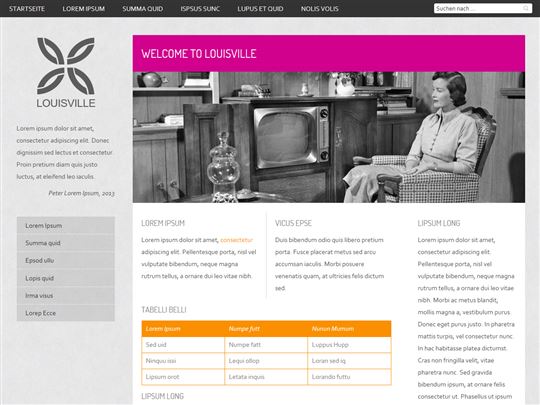 STARTSEITE LOREM IPSUM SUMMA QUID ISPSUS SUNC LUPUS ET QUID NOLIS VOLIS Suchen nach ...
LOUISVILLE
Lorem ipsum dolor sit amet,
consectetur adipiscing elit. Donec
dignissim sed lectus et consectetur.
Proin pretium diam quis justo
luctus, at eleifend leo iaculis.
Peter Lorem Ipsum, 2013
Lorem Ipsum
Summa quid
Epsod ullu
Lopis quid
Irma visus
Lorep Ecce
WELCOME TO LOUISVILLE
LOREM IPSUM
Lorem ipsum dolor sit amet, consectetur
adipiscing elit. Pellentesque porta, nisl vel
vulputate bibendum, neque magna
rutrum tellus, a ornare dui leo vitae nibh.
VICUS EPSE
Duis bibendum odio quis libero pretium
porta. Fusce placerat metus sed arcu
iaculis accumsan. Morbi posuere
venenatis quam, at ultricies felis dictum
sed.
TABELLI BELLI
Lorem Ipsum Numpe fatt Nunun Mumum
Sed uid Numpe fatt Luppus Hupp
Ninquu issi Lequi ollop Loran sed iq
Lipsum orot Letata inquis Lorando futtu
LIPSUM LONG
LIPSUM LONG
Lorem ipsum dolor sit
amet, consectetur
adipiscing elit.
Pellentesque porta, nisl
vel vulputate bibendum,
neque magna rutrum
tellus, a ornare dui leo
vitae nibh. Morbi ac
metus ac metus blandit,
mollis magna a, vestibulum purus.
Donec eget purus justo. In
pharetra mattis turpis, vel
consectetur nunc. In hac
habitasse platea dictumst.
Cras non fringilla velit, vitae
pharetra nisi. Sed gravida
bibendum ipsum, at ornare felis
consequat ut. Phasellus ut ipsum